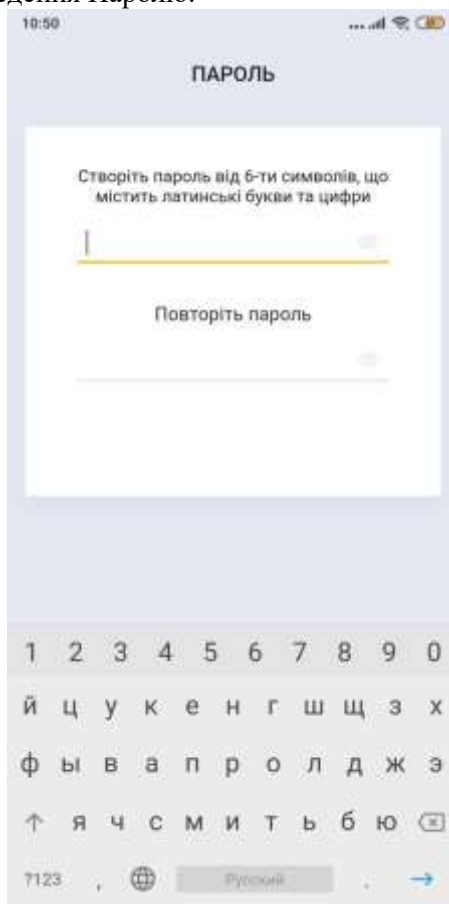 10:50
ПАРОЛЬ
Створіть пароль від 6-ти символів, що
містить латинські букви та цифри
Повторіть пароль
1 2 3 4 5 6 7 8 9 0
й ц у к е н г ш щ з х
ф ы в а п р о л д ж э
я ч с м и т ь б ю
?123 , Русский .